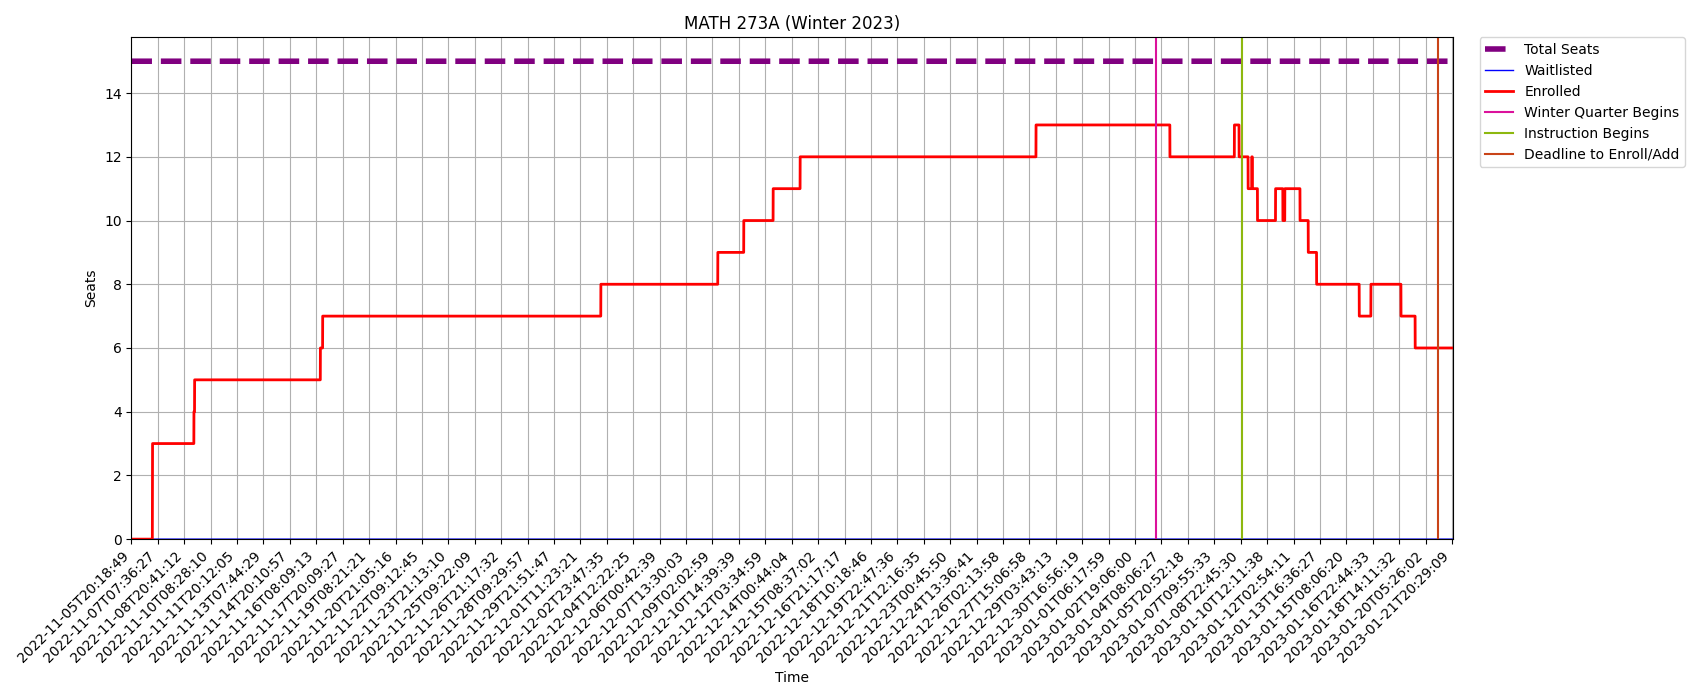 MATH 273A (Winter 2023)
Total Seats
Waitlisted
Enrolled
Winter Quarter Begins
Instruction Begins
Deadline to Enroll/Add
Seats
14
12
10
8
6
4
2
0
2022-11-05T20:18:49
2022-11-07T07:36:27
2022-11-08T20:41:12
2022-11-10T08:28:10
2022-11-11T20:12:05
2022-11-13T07:44:29
2022-11-14T20:10:57
2022-11-16T08:09:13
2022-11-17T20:09:27
2022-11-19T08:21:21
2022-11-20T21:05:16
2022-11-22T09:12:45
2022-11-23T21:13:10
2022-11-25T09:22:09
2022-11-26T21:17:32
2022-11-28T09:29:57
2022-11-29T21:51:47
2022-12-01T11:23:21
2022-12-02T23:47:35
2022-12-04T12:22:25
2022-12-06T00:42:39
2022-12-07T13:30:03
2022-12-09T02:02:59
2022-12-10T14:39:39
2022-12-12T03:34:59
2022-12-14T00:44:04
2022-12-15T08:37:02
2022-12-16T21:17:17
2022-12-18T10:18:46
2022-12-19T22:47:36
2022-12-21T12:16:35
2022-12-23T00:45:50
2022-12-24T13:36:41
2022-12-26T02:13:58
2022-12-27T15:06:58
2022-12-29T03:43:13
2022-12-30T16:56:19
2023-01-01T06:17:59
2023-01-02T19:06:00
2023-01-04T08:06:27
2023-01-05T20:52:18
2023-01-07T09:55:33
2023-01-08T22:45:30
2023-01-10T12:11:38
2023-01-12T02:54:11
2023-01-13T16:36:27
2023-01-15T08:06:20
2023-01-16T22:44:33
2023-01-18T14:11:32
2023-01-20T05:26:02
2023-01-21T20:29:09
Time